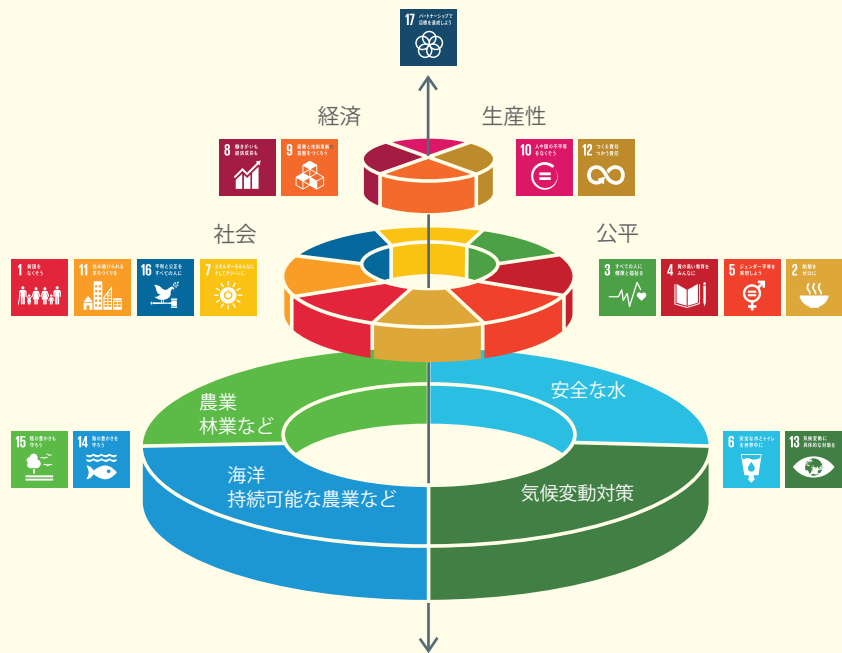 17 パートナーシップで
目標を達成しよう
経済
生産性
8 働きがいも
経済成長も
9 産業と技術革新の
基盤をつくろう
10 人や国の不平等
をなくそう
12 つくる責任
つかう責任
社会
公平
1 貧困を
なくそう
11 住み続けられる
まちづくりを
16 平和と公正を
すべての人に
7 エネルギーをみんなに
そしてクリーンに
3 すべての人に
健康と福祉を
4 質の高い教育を
みんなに
5 ジェンダー平等を
実現しよう
2 飢餓を
ゼロに
農業
林業など
安全な水
15 陸の豊かさも
守ろう
14 海の豊かさを
守ろう
6 安全な水とトイレ
を世界中に
13 気候変動に
具体的な対策を
海洋
持続可能な農業など
気候変動対策